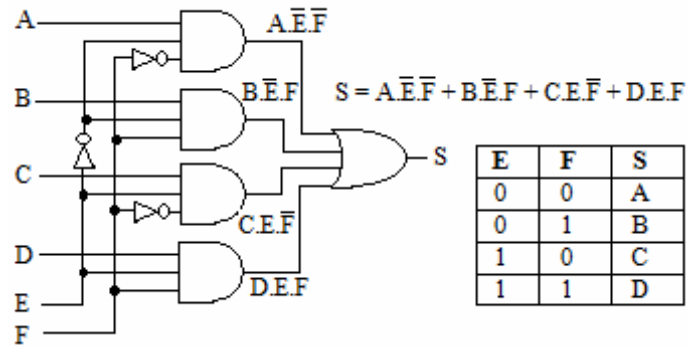 A
A.E̅.F̅
B
B.E̅.F
S = A.E̅.F̅ + B.E̅.F + C.E.F̅ + D.E.F
C
C.E.F̅
S
D
D.E.F
E
F
E F S
0 0 A
0 1 B
1 0 C
1 1 D